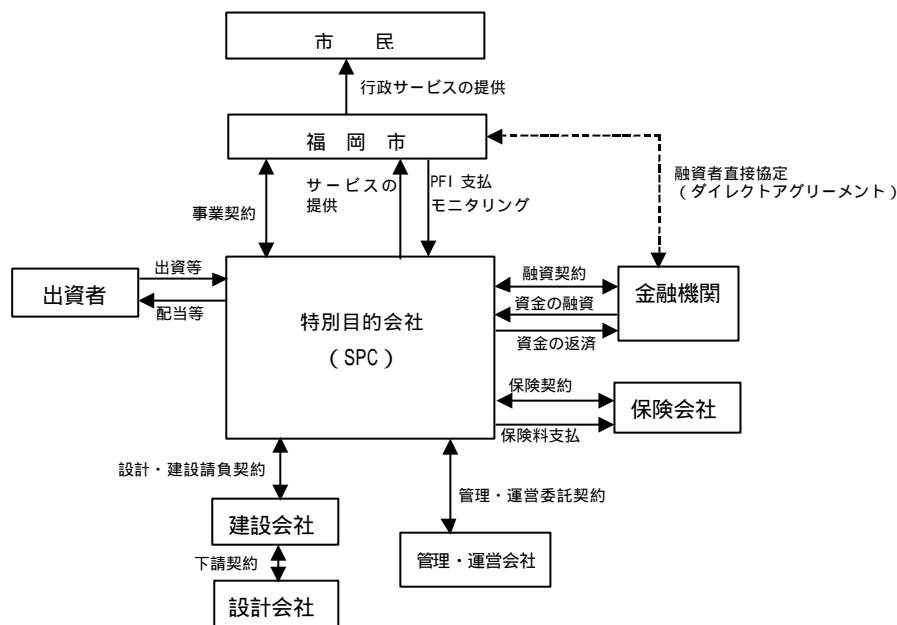 市　民
行政サービスの提供
福　岡　市
融資者直接協定
（ダイレクトアグリーメント）
事業契約
サービスの
提供
PFI 支払
モニタリング
出資者
出資等
配当等
特別目的会社
（SPC）
融資契約
資金の融資
資金の返済
金融機関
保険契約
保険料支払
保険会社
設計・建設請負契約
管理・運営委託契約
建設会社
下請契約
設計会社
管理・運営会社